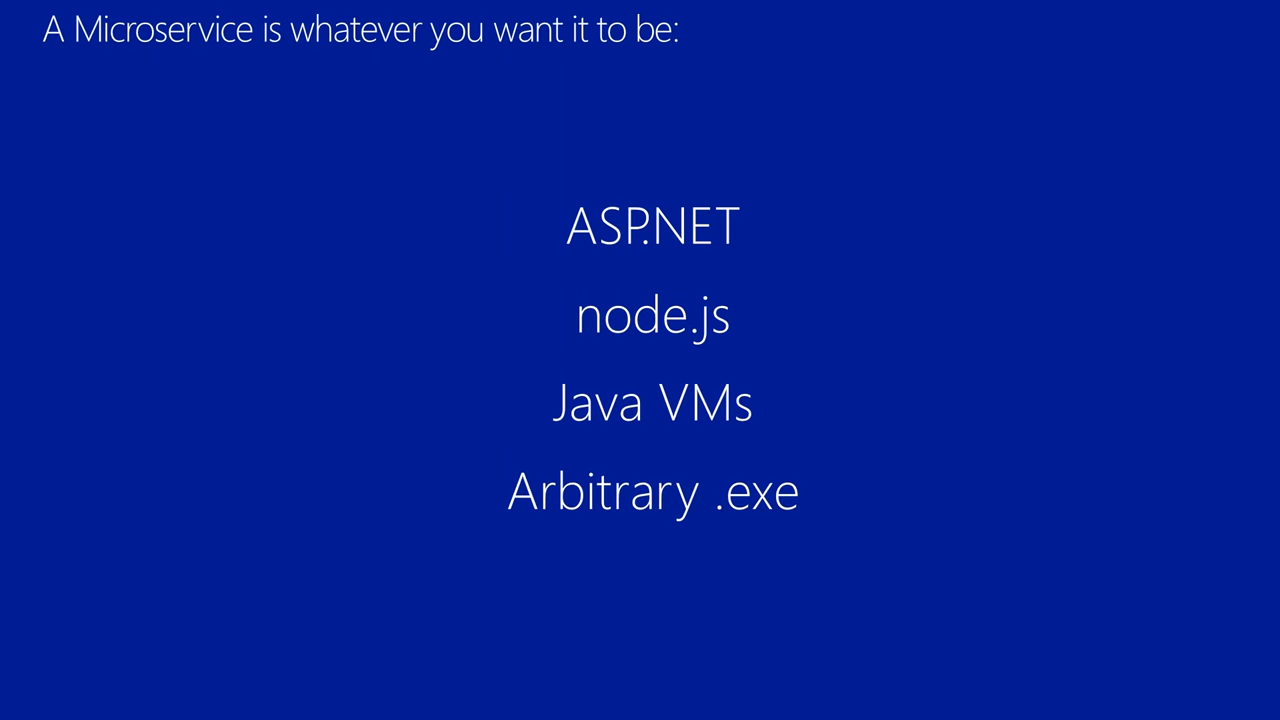 A Microservice is whatever you want it to be:
ASP.NET
node.js
Java VMs
Arbitrary .exe